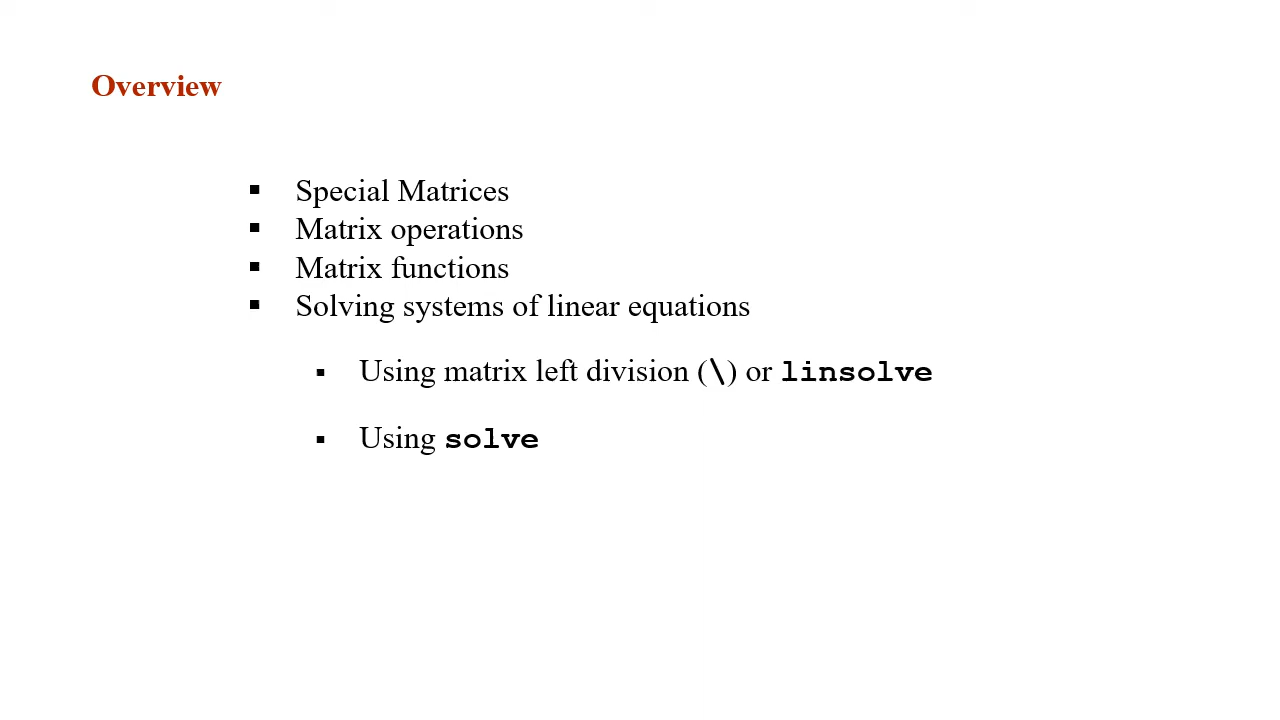 Overview
▪ Special Matrices
▪ Matrix operations
▪ Matrix functions
▪ Solving systems of linear equations
▪ Using matrix left division (\) or linsolve
▪ Using solve